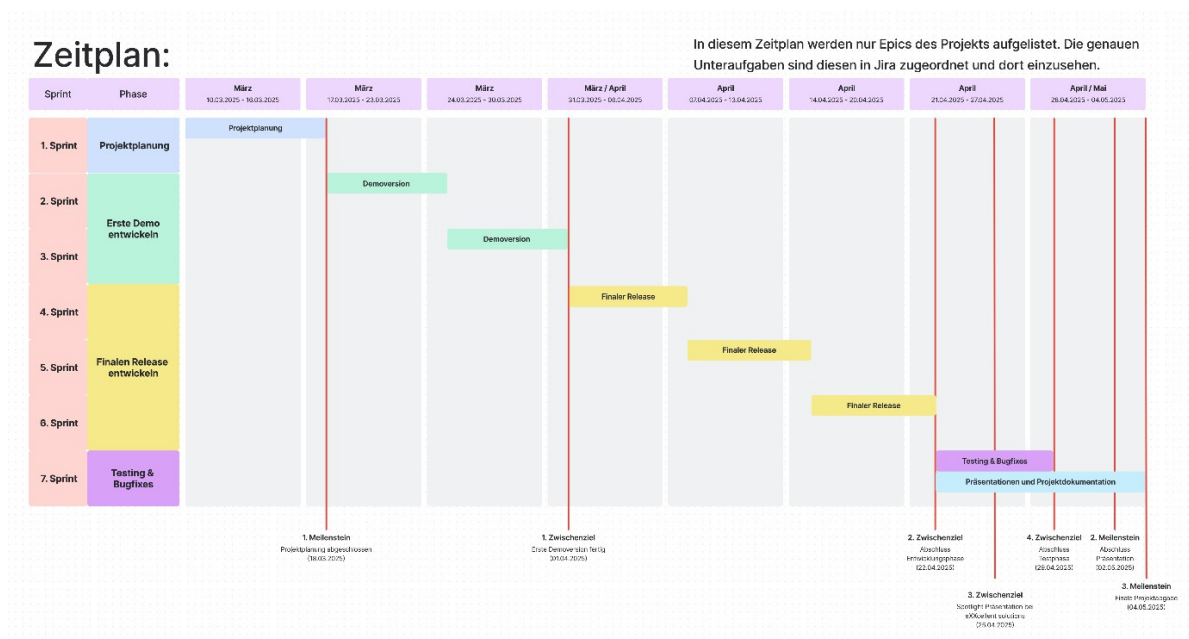 Zeitplan:
In diesem Zeitplan werden nur Epics des Projekts aufgelistet. Die genauen
Unteraufgaben sind diesen in Jira zugeordnet und dort einzusehen.
Sprint
Phase
März
10.03.2025 - 16.03.2025
März
17.03.2025 - 23.03.2025
März
24.03.2025 - 30.03.2025
März / April
31.03.2025 - 06.04.2025
April
07.04.2025 - 13.04.2025
April
14.04.2025 - 20.04.2025
April
21.04.2025 - 27.04.2025
April / Mai
28.04.2025 - 04.05.2025
1. Sprint
Projektplanung
Projektplanung
2. Sprint
Erste Demo
entwickeln
Demoversion
3. Sprint
Demoversion
4. Sprint
Finaler Release
Finalen Release
entwickeln
5. Sprint
Finaler Release
6. Sprint
Finaler Release
7. Sprint
Testing &
Bugfixes
Testing & Bugfixes
Präsentationen und Projektdokumentation
1. Meilenstein
Projektplanung abgeschlossen
(18.03.2025)
1. Zwischenziel
Erste Demoversion fertig
(01.04.2025)
2. Zwischenziel
Abschluss
Entwicklungsphase
(22.04.2025)
4. Zwischenziel
Abschluss
Testphase
(29.04.2025)
2. Meilenstein
Abschluss
Präsentation
(02.05.2025)
3. Zwischenziel
Spotlight Präsentation bei
eXXcellent solutions
(25.04.2025)
3. Meilenstein
Finale Projektabgabe
(04.05.2025)